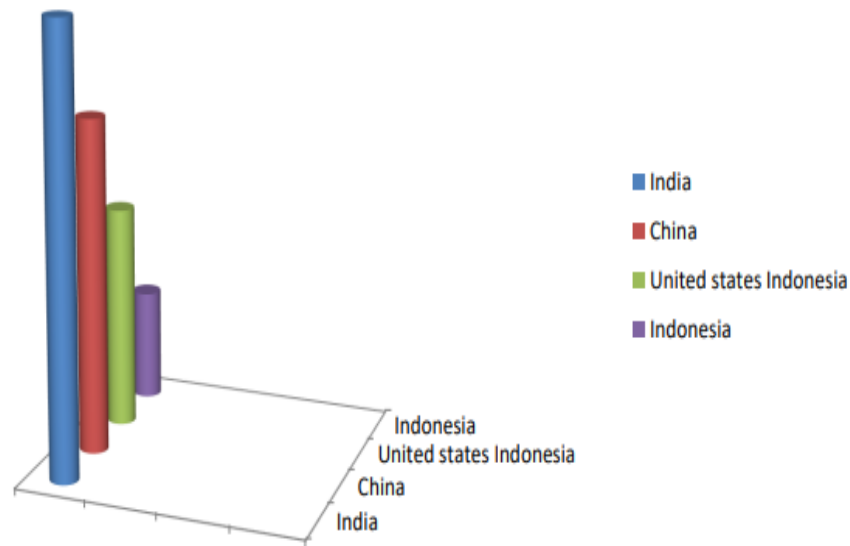 India
China
United states Indonesia
Indonesia
Indonesia
United states Indonesia
China
India